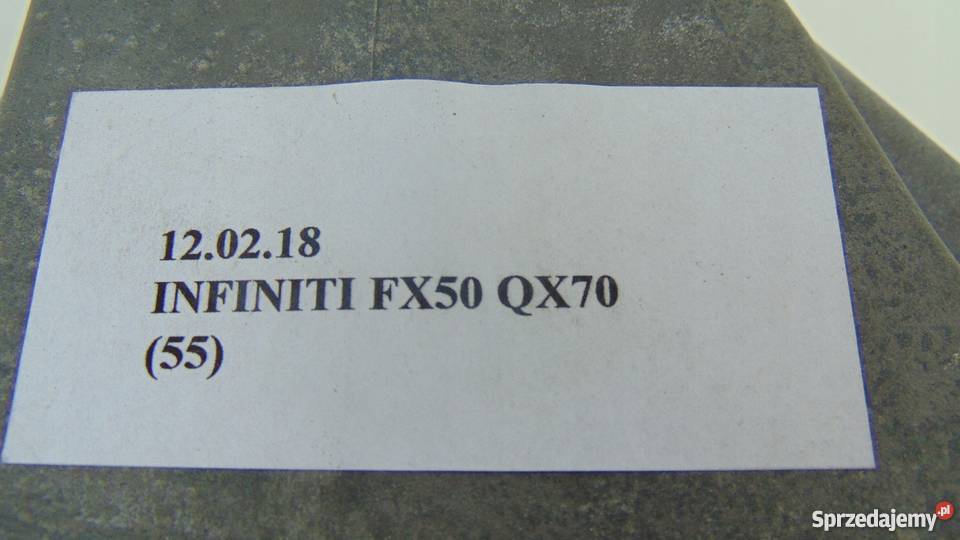 12.02.18
INFINITI FX50 QX70
(55)
Sprzedajemy.pl